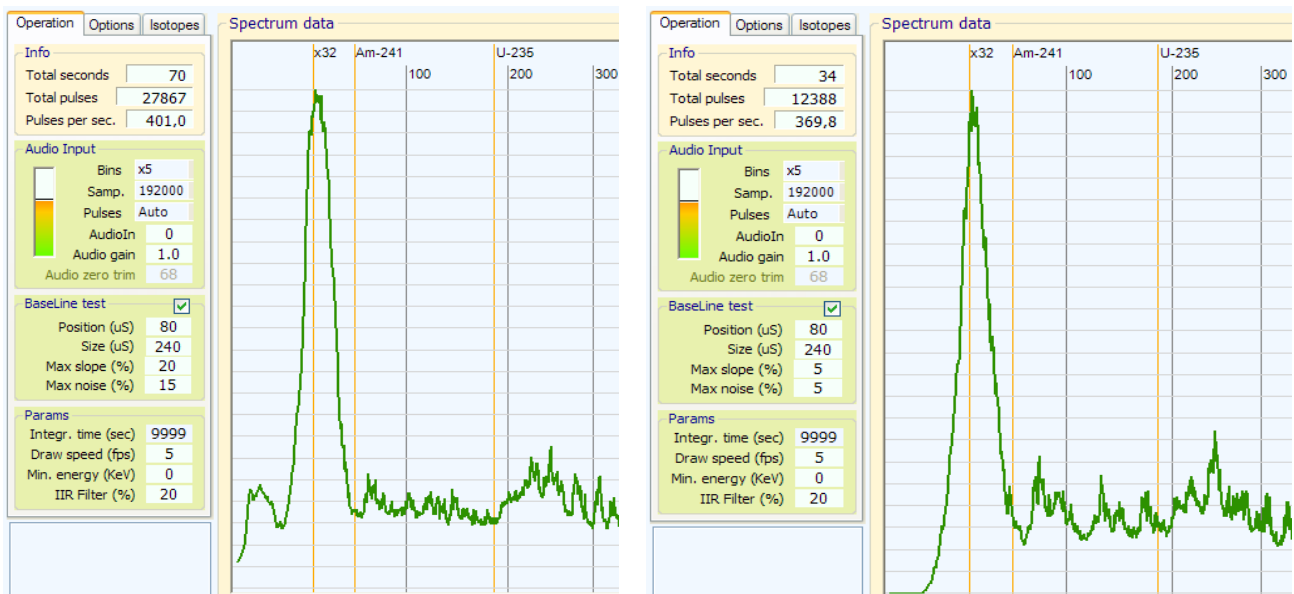 Operation Options Isotopes
Info
Total seconds 70
Total pulses 27867
Pulses per sec. 401,0
Audio Input
Bins x5
Samp. 192000
Pulses Auto
AudioIn 0
Audio gain 1.0
Audio zero trim 68
BaseLine test
Position (uS) 80
Size (uS) 240
Max slope (%) 20
Max noise (%) 15
Params
Integr. time (sec) 9999
Draw speed (fps) 5
Min. energy (KeV) 0
IIR Filter (%) 20
Spectrum data
x32 Am-241 U-235
100 200 300
Operation Options Isotopes
Info
Total seconds 34
Total pulses 12388
Pulses per sec. 369,8
Audio Input
Bins x5
Samp. 192000
Pulses Auto
AudioIn 0
Audio gain 1.0
Audio zero trim 68
BaseLine test
Position (uS) 80
Size (uS) 240
Max slope (%) 5
Max noise (%) 5
Params
Integr. time (sec) 9999
Draw speed (fps) 5
Min. energy (KeV) 0
IIR Filter (%) 20
Spectrum data
x32 Am-241 U-235
100 200 300